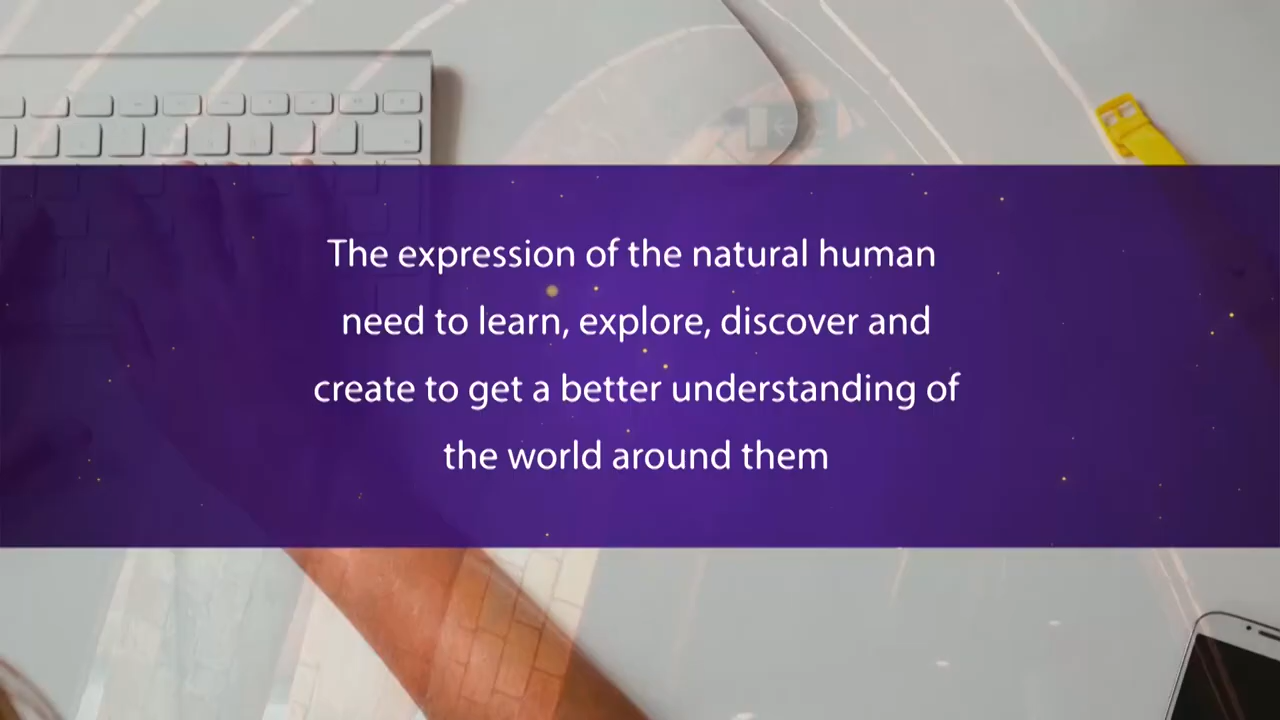 The expression of the natural human
need to learn, explore, discover and
create to get a better understanding of
the world around them